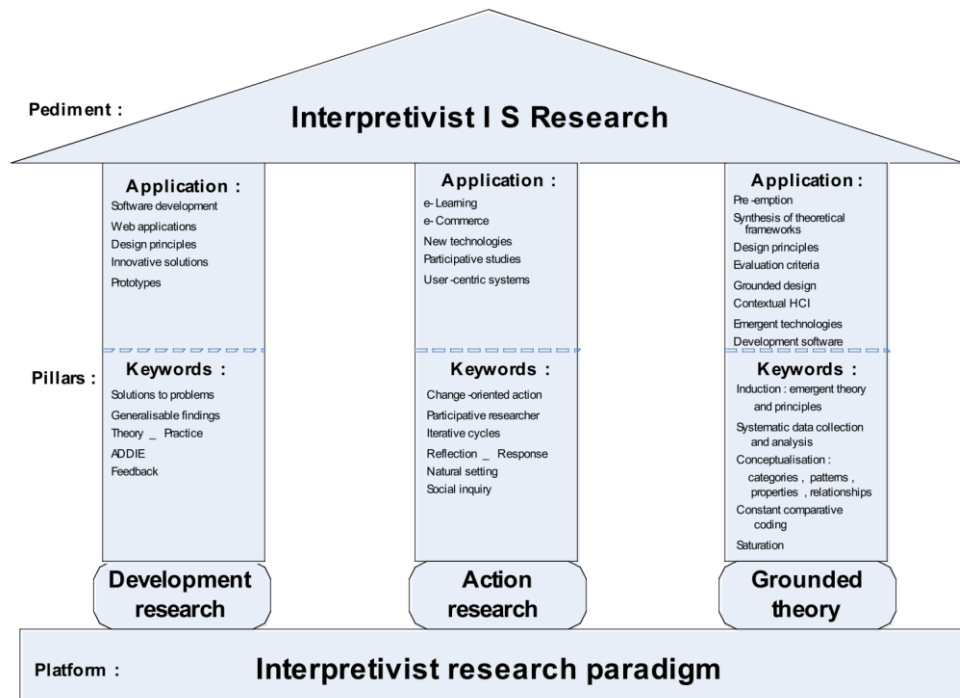 Pediment :
Interpretivist I S Research
Application :
Software development
Web applications
Design principles
Innovative solutions
Prototypes
Application :
e- Learning
e- Commerce
New technologies
Participative studies
User -centric systems
Application :
Pre -emption
Synthesis of theoretical
frameworks
Design principles
Evaluation criteria
Grounded design
Contextual HCI
Emergent technologies
Development software
Pillars :
Keywords :
Solutions to problems
Generalisable findings
Theory _ Practice
ADDIE
Feedback
Keywords :
Change -oriented action
Participative researcher
Iterative cycles
Reflection _ Response
Natural setting
Social inquiry
Keywords :
Induction : emergent theory
and principles
Systematic data collection
and analysis
Conceptualisation :
categories , patterns ,
properties , relationships
Constant comparative
coding
Saturation
Development
research
Action
research
Grounded
theory
Platform :
Interpretivist research paradigm